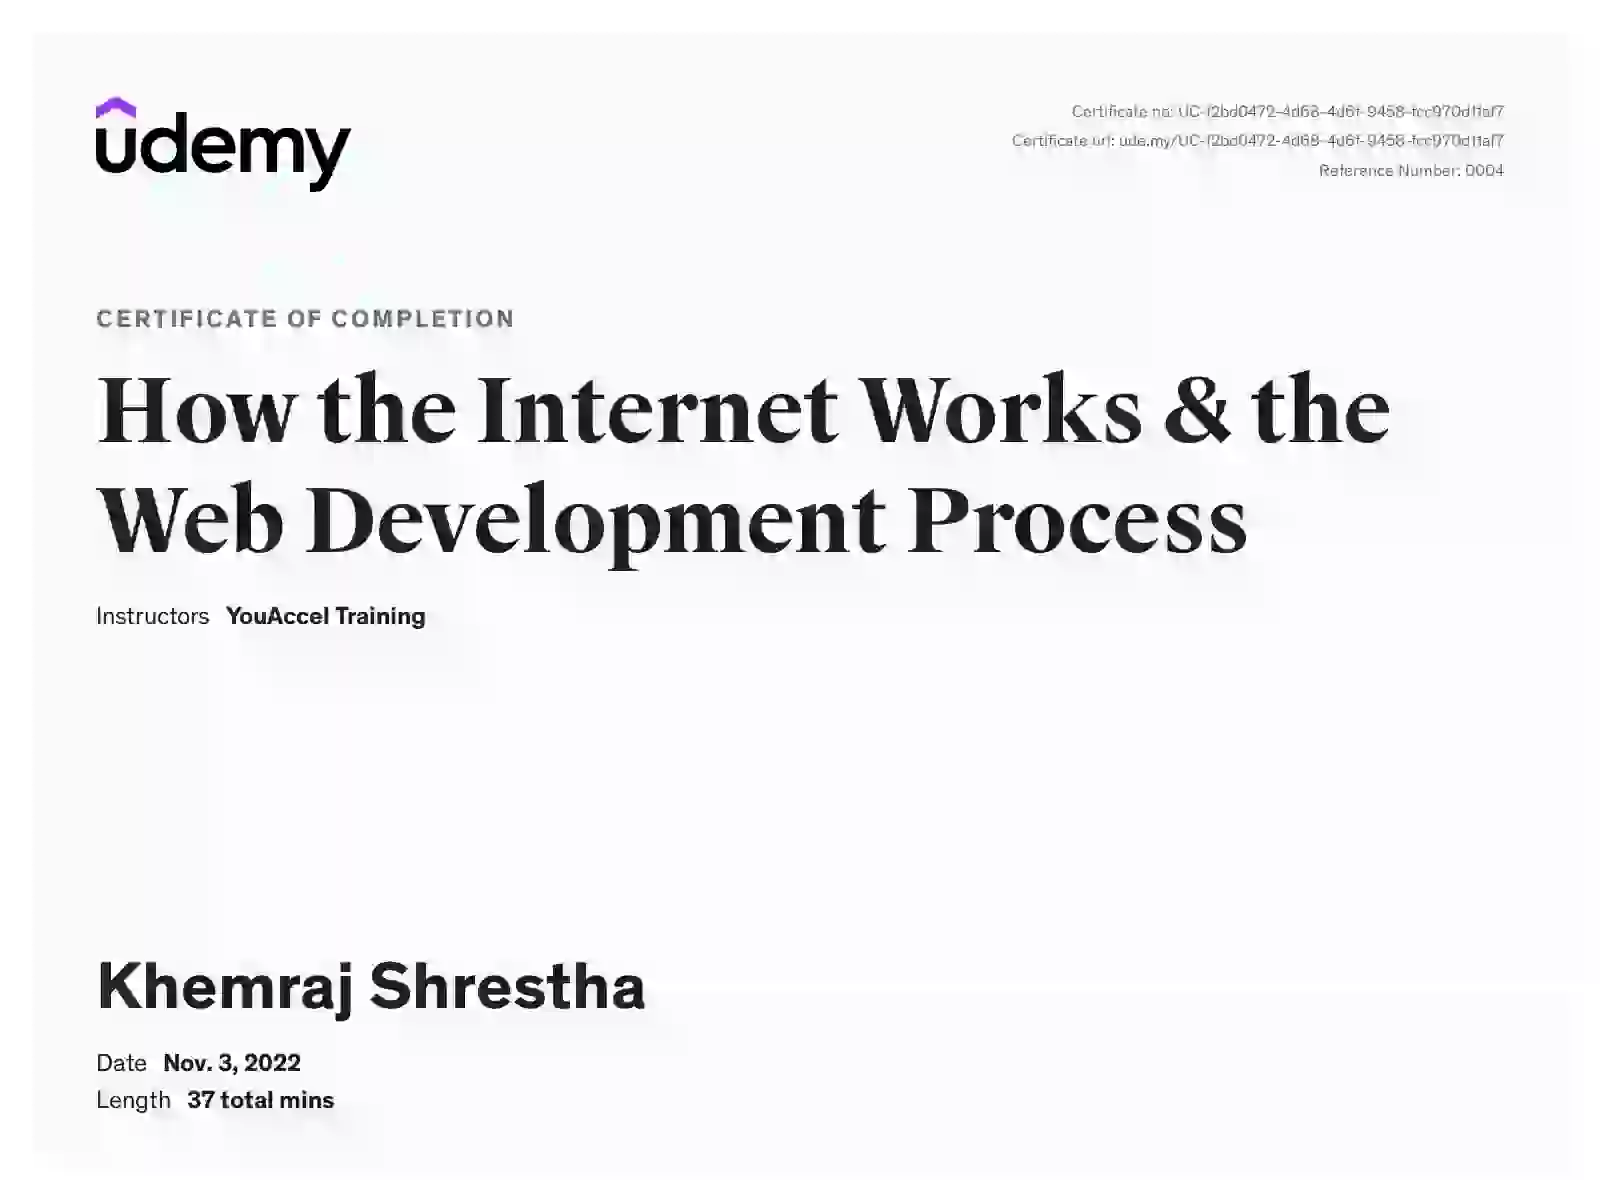 udemy
Certificate no: UC-f2bd0472-4d68-4d6f-9458-fcc970d11af7
Certificate url: ude.my/UC-f2bd0472-4d68-4d6f-9458-fcc970d11af7
Reference Number: 0004
CERTIFICATE OF COMPLETION
How the Internet Works & the
Web Development Process
Instructors YouAccel Training
Khemraj Shrestha
Date Nov. 3, 2022
Length 37 total mins